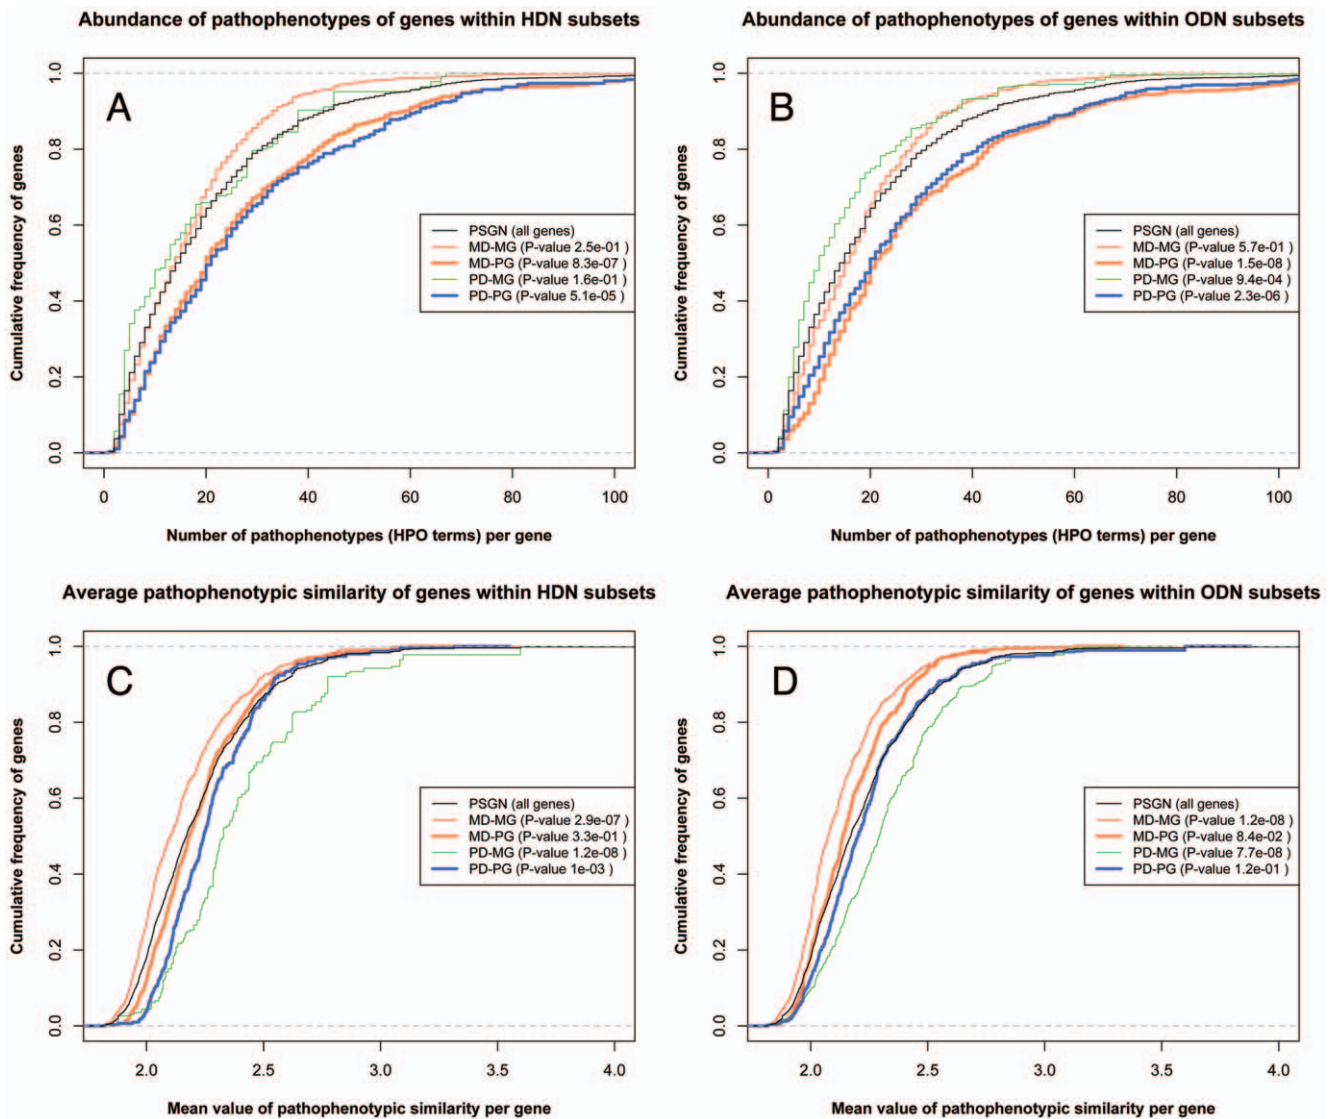 Abundance of pathophenotypes of genes within HDN subsets
A
Cumulative frequency of genes
1.0
0.8
0.6
0.4
0.2
0.0
PSGN (all genes)
MD-MG (P-value 2.5e-01 )
MD-PG (P-value 8.3e-07 )
PD-MG (P-value 1.6e-01 )
PD-PG (P-value 5.1e-05 )
0 20 40 60 80 100
Number of pathophenotypes (HPO terms) per gene
Abundance of pathophenotypes of genes within ODN subsets
B
Cumulative frequency of genes
1.0
0.8
0.6
0.4
0.2
0.0
PSGN (all genes)
MD-MG (P-value 5.7e-01 )
MD-PG (P-value 1.5e-08 )
PD-MG (P-value 9.4e-04 )
PD-PG (P-value 2.3e-06 )
0 20 40 60 80 100
Number of pathophenotypes (HPO terms) per gene
Average pathophenotypic similarity of genes within HDN subsets
C
Cumulative frequency of genes
1.0
0.8
0.6
0.4
0.2
0.0
PSGN (all genes)
MD-MG (P-value 2.9e-07 )
MD-PG (P-value 3.3e-01 )
PD-MG (P-value 1.2e-08 )
PD-PG (P-value 1e-03 )
2.0 2.5 3.0 3.5 4.0
Mean value of pathophenotypic similarity per gene
Average pathophenotypic similarity of genes within ODN subsets
D
Cumulative frequency of genes
1.0
0.8
0.6
0.4
0.2
0.0
PSGN (all genes)
MD-MG (P-value 1.2e-08 )
MD-PG (P-value 8.4e-02 )
PD-MG (P-value 7.7e-08 )
PD-PG (P-value 1.2e-01 )
2.0 2.5 3.0 3.5 4.0
Mean value of pathophenotypic similarity per gene